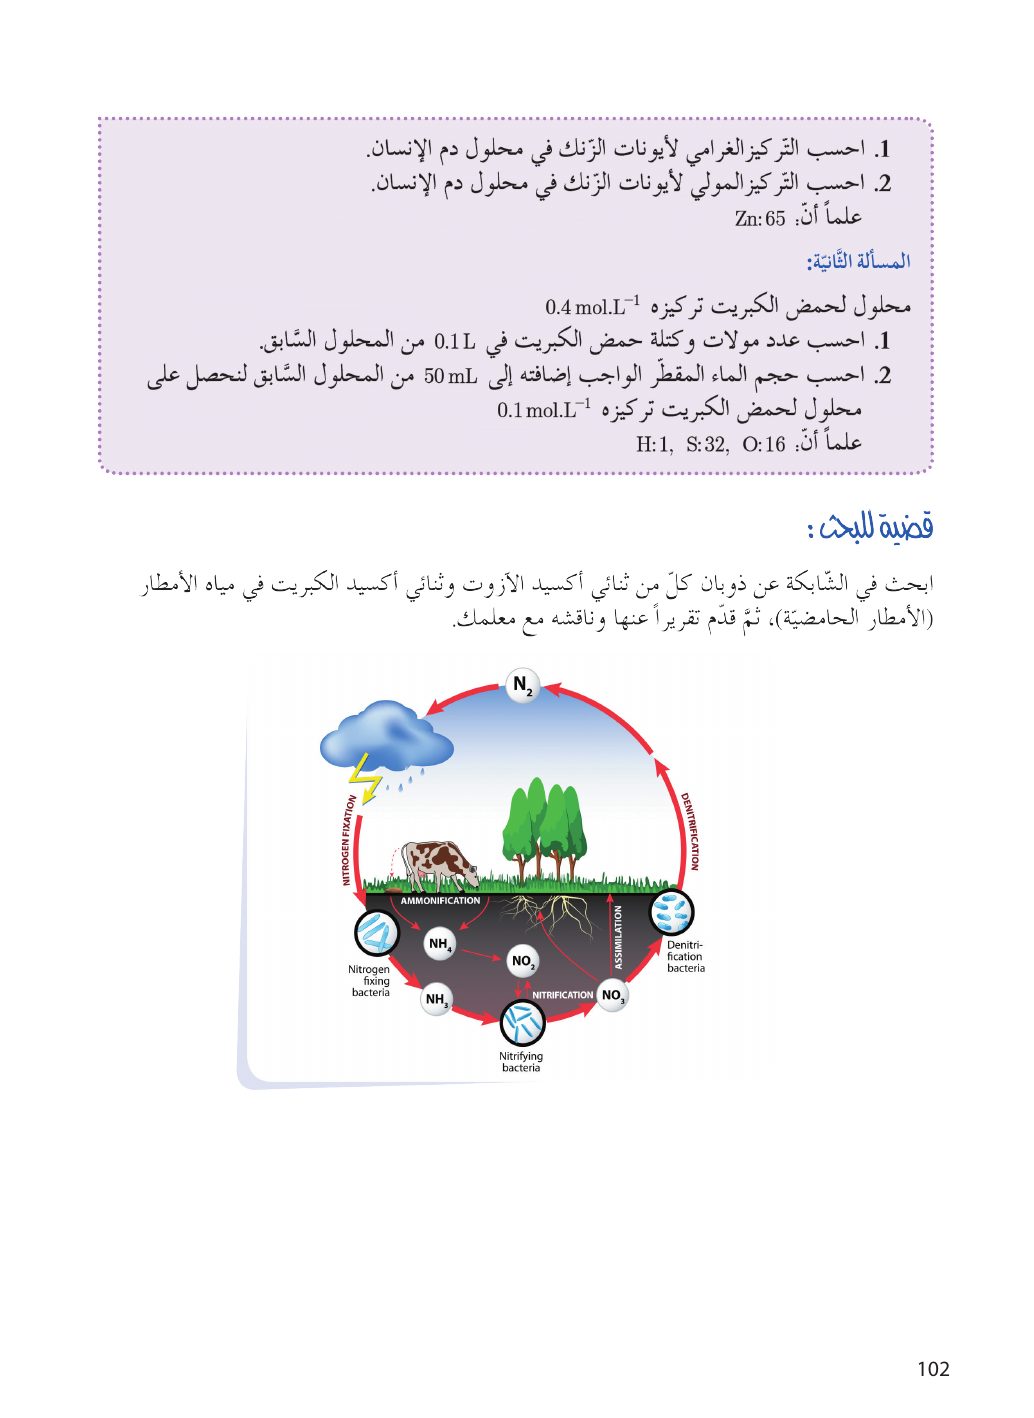 1. احسب التّركيز الغرامي لأيونات الزّنك في محلول دم الإنسان.
2. احسب التّركيز المولي لأيونات الزّنك في محلول دم الإنسان.
علماً أنّ: Zn:65
المسألة الثَّانيّة:
محلول لحمض الكبريت تركيزه 0.4 mol.L⁻¹
1. احسب عدد مولات وكتلة حمض الكبريت في 0.1 L من المحلول السَّابق.
2. احسب حجم الماء المقطّر الواجب إضافته إلى 50 mL من المحلول السَّابق لنحصل على
محلول لحمض الكبريت تركيزه 0.1 mol.L⁻¹
علماً أنّ: H:1, S:32, O:16
قضية للبحث :
ابحث في الشّابكة عن ذوبان كلّ من ثنائي أكسيد الآزوت وثنائي أكسيد الكبريت في مياه الأمطار
(الأمطار الحامضيّة)، ثمَّ قدّم تقريراً عنها وناقشه مع معلمك.
N₂
NITROGEN FIXATION
DENITRIFICATION
AMMONIFICATION
NH₄
NO₂
ASSIMILATION
Denitri-
fication
bacteria
Nitrogen
fixing
bacteria
NH₃
NITRIFICATION
NO₃
Nitrifying
bacteria
102